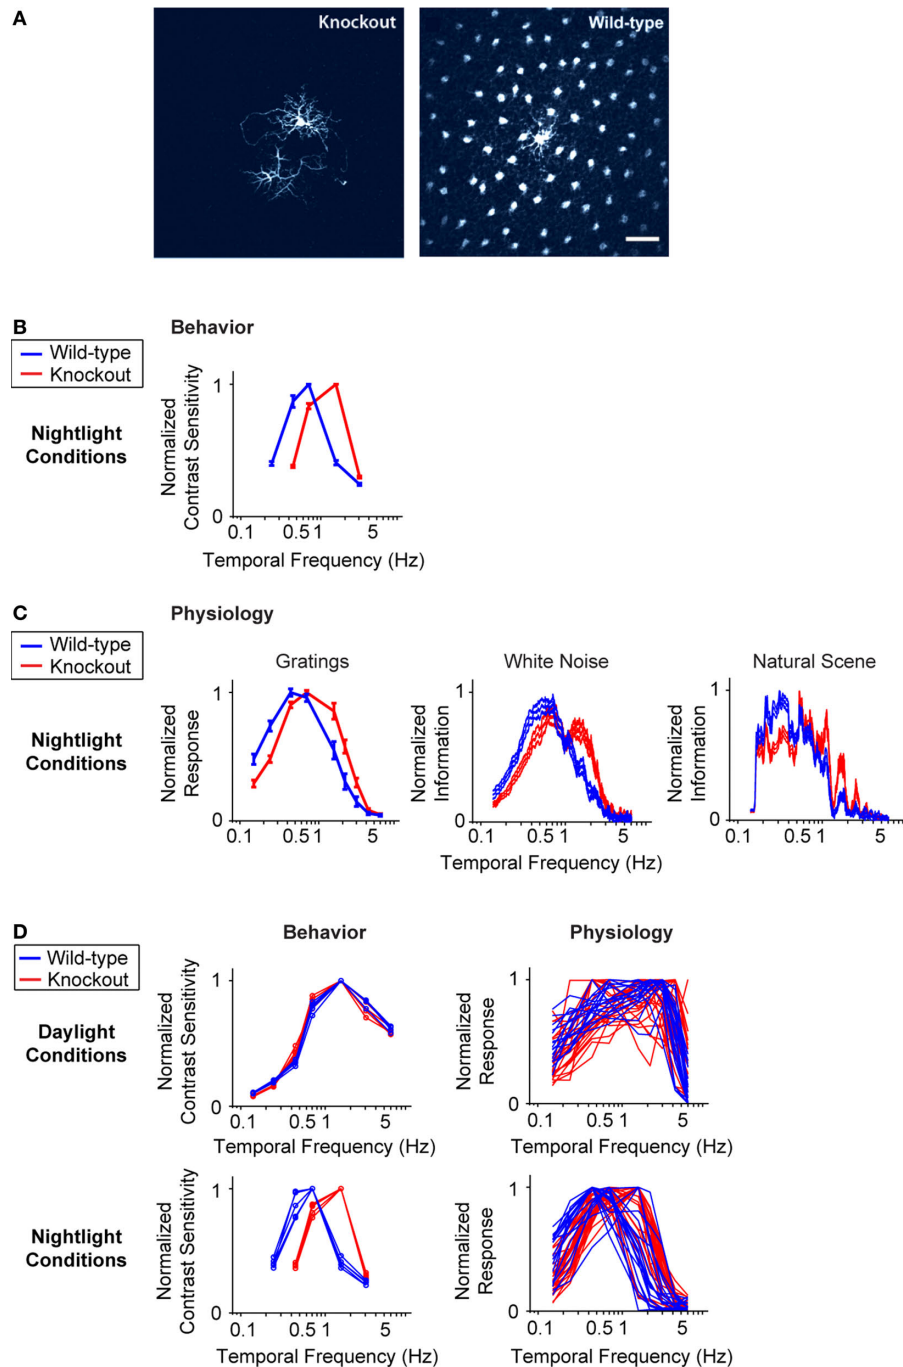 A
Knockout
Wild-type
B
Behavior
Wild-type
Knockout
Nightlight
Conditions
Normalized
Contrast Sensitivity
1
0
0.1
0.5
1
5
Temporal Frequency (Hz)
C
Physiology
Wild-type
Knockout
Nightlight
Conditions
Gratings
Normalized
Response
1
0
0.1
0.5
1
5
White Noise
Normalized
Information
1
0
0.1
0.5
1
5
Natural Scene
Normalized
Information
1
0
0.1
0.5
1
5
Temporal Frequency (Hz)
D
Wild-type
Knockout
Behavior
Physiology
Daylight
Conditions
Normalized
Contrast Sensitivity
1
0
0.1
0.5
1
5
Temporal Frequency (Hz)
Normalized
Response
1
0
0.1
0.5
1
5
Temporal Frequency (Hz)
Nightlight
Conditions
Normalized
Contrast Sensitivity
1
0
0.1
0.5
1
5
Temporal Frequency (Hz)
Normalized
Response
1
0
0.1
0.5
1
5
Temporal Frequency (Hz)